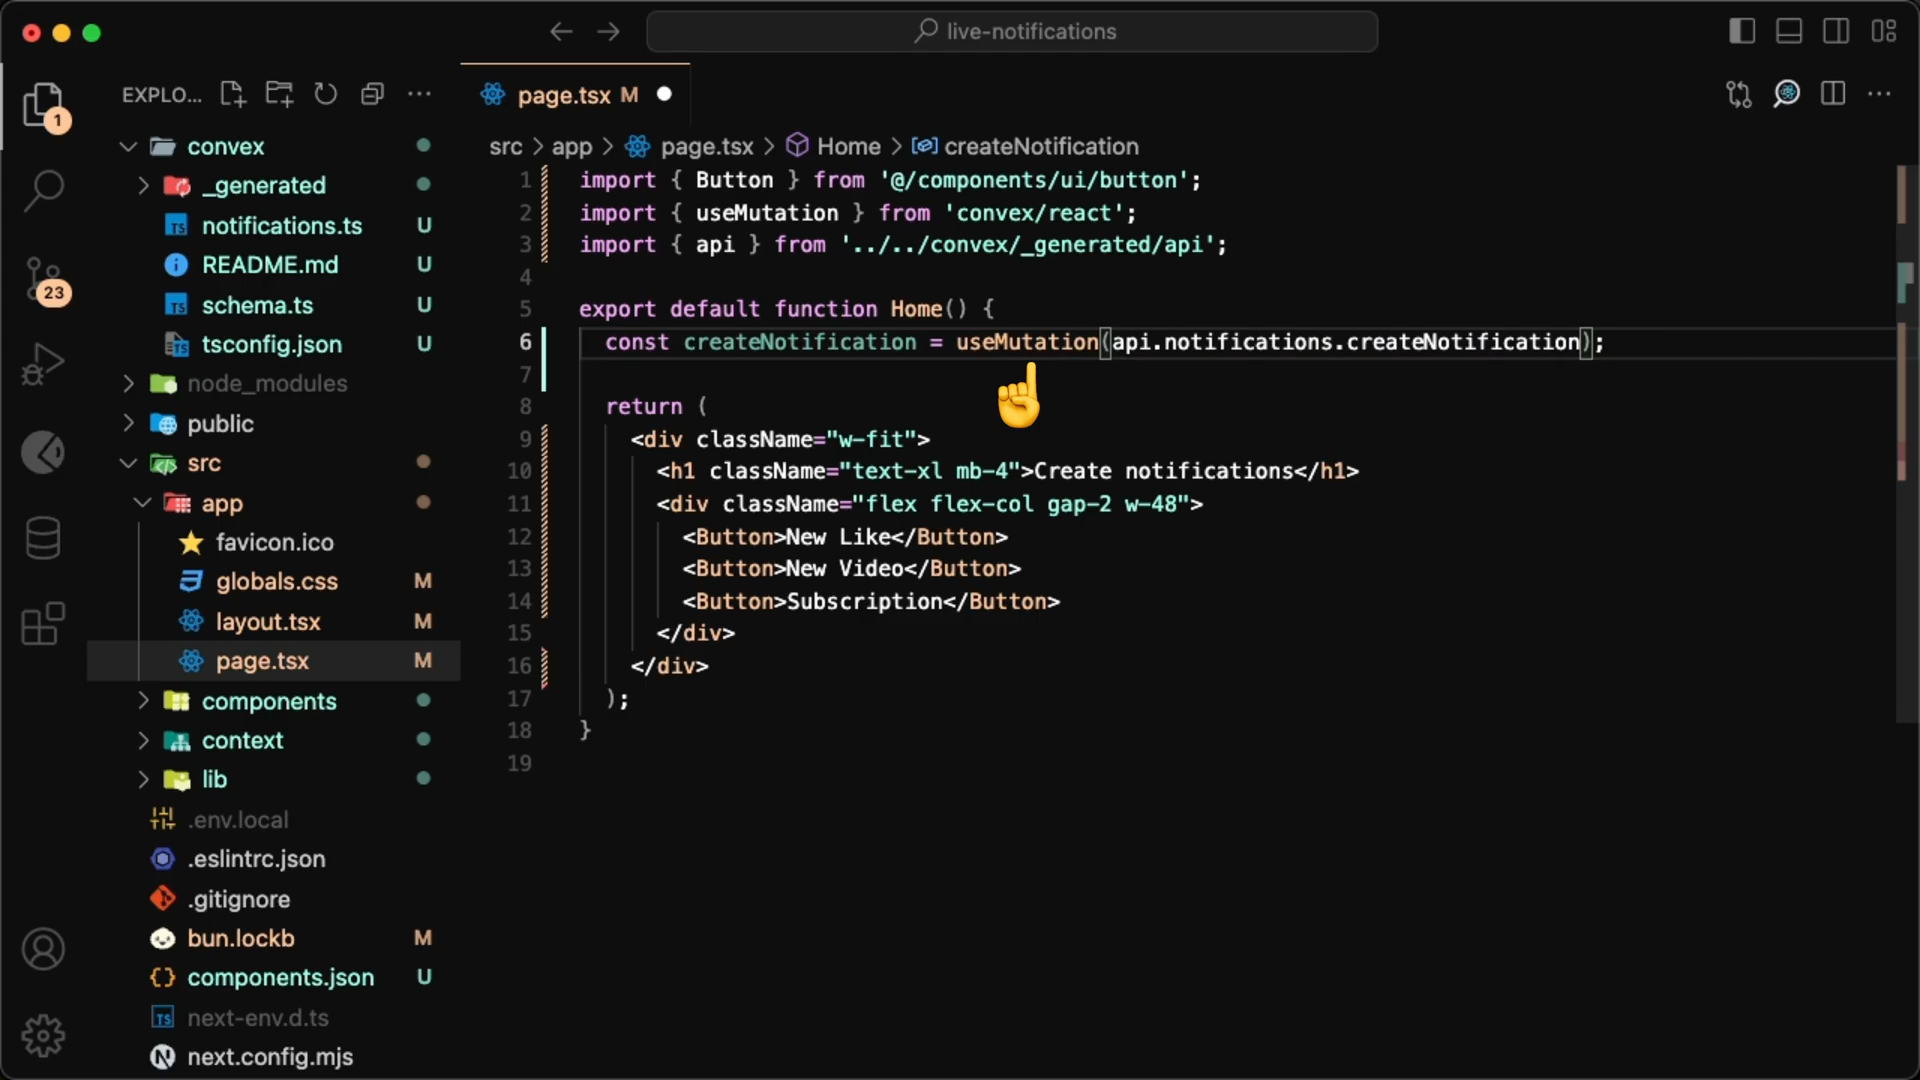 live-notifications
EXPLO...
page.tsx M
1
src > app > page.tsx > Home > createNotification
convex
_generated
notifications.ts U
README.md U
schema.ts U
tsconfig.json U
node_modules
public
src
app
favicon.ico
globals.css M
layout.tsx M
page.tsx M
components
context
lib
.env.local
.eslintrc.json
.gitignore
bun.lockb M
components.json U
next-env.d.ts
next.config.mjs
23
1 import { Button } from '@/components/ui/button';
2 import { useMutation } from 'convex/react';
3 import { api } from '../../convex/_generated/api';
4
5 export default function Home() {
6 const createNotification = useMutation(api.notifications.createNotification);
7
8 return (
9 <div className="w-fit">
10 <h1 className="text-xl mb-4">Create notifications</h1>
11 <div className="flex flex-col gap-2 w-48">
12 <Button>New Like</Button>
13 <Button>New Video</Button>
14 <Button>Subscription</Button>
15 </div>
16 </div>
17 );
18 }
19